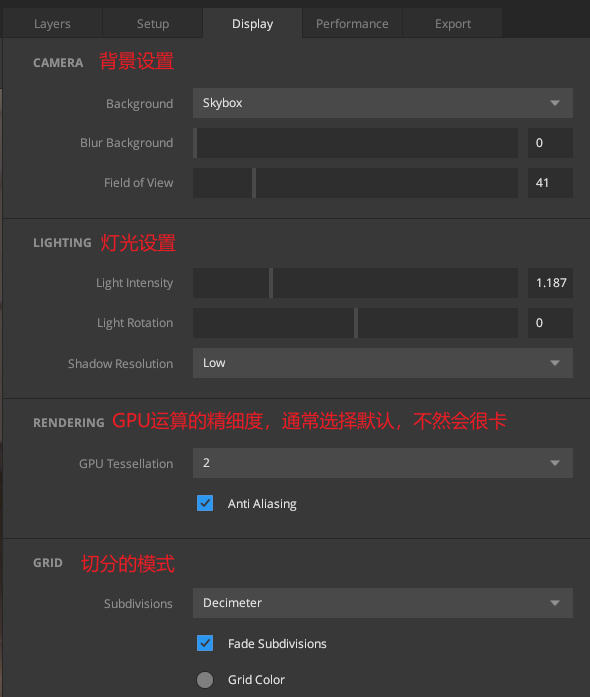 Layers Setup Display Performance Export
CAMERA 背景设置
Background Skybox
Blur Background 0
Field of View 41
LIGHTING 灯光设置
Light Intensity 1.187
Light Rotation 0
Shadow Resolution Low
RENDERING GPU运算的精细度，通常选择默认，不然会很卡
GPU Tessellation 2
Anti Aliasing
GRID 切分的模式
Subdivisions Decimeter
Fade Subdivisions
Grid Color